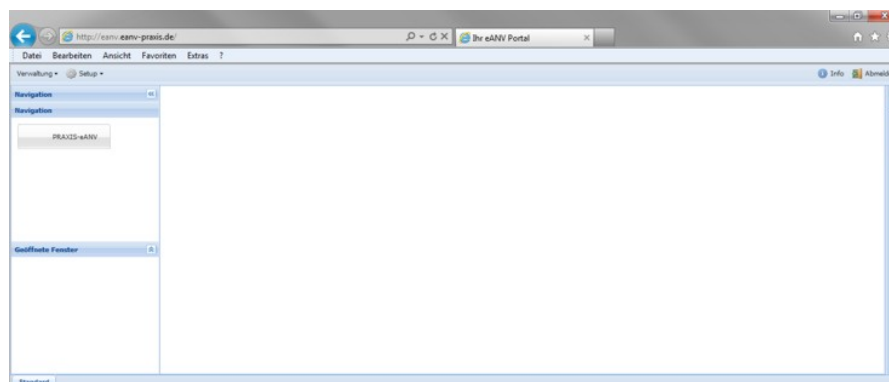 http://eanv.eanv-praxis.de/
Ihr eANV Portal
Datei Bearbeiten Ansicht Favoriten Extras ?
Verwaltung Setup Info Abmeld
Navigation
Navigation
PRAXIS-eANV
Geöffnete Fenster
Standard